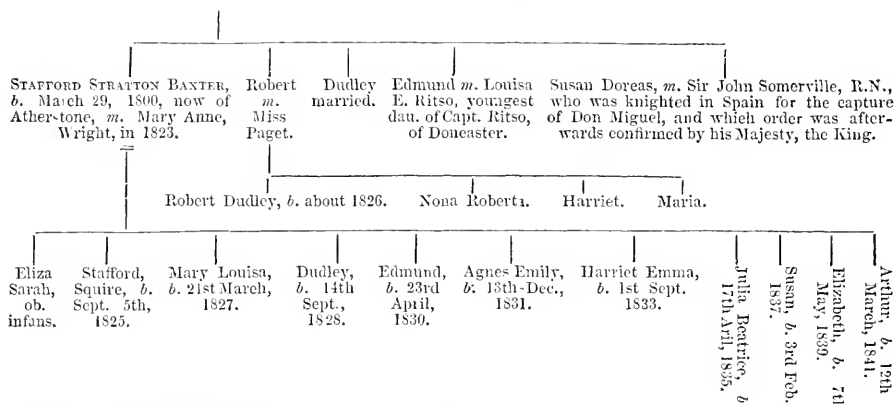 STAFFORD STRATTON BAXTER,
b. March 29, 1800, now of
Atherstone, m. Mary Anne,
Wright, in 1823.
Robert
m.
Miss
Paget.
Dudley
married.
Edmund m. Louisa
E. Ritso, youngest
dau. of Capt. Ritso,
of Doncaster.
Susan Doreas, m. Sir John Somerville, R.N.,
who was knighted in Spain for the capture
of Don Miguel, and which order was after-
wards confirmed by his Majesty, the King.
Robert Dudley, b. about 1826.
Nona Roberta.
Harriet.
Maria.
Eliza
Sarah,
ob.
infans.
Stafford,
Squire, b.
Sept. 5th,
1825.
Mary Louisa,
b. 21st March,
1827.
Dudley,
b. 14th
Sept.,
1828.
Edmund,
b. 23rd
April,
1830.
Agnes Emily,
b. 13th Dec.,
1831.
Harriet Emma,
b. 1st Sept.
1833.
Julia Beatrice, b.
17th Aril, 1835.
Susan, b. 3rd Feb.
1837.
Elizabeth, b. 7th
May, 1839.
Arthur, b. 12th
March, 1841.